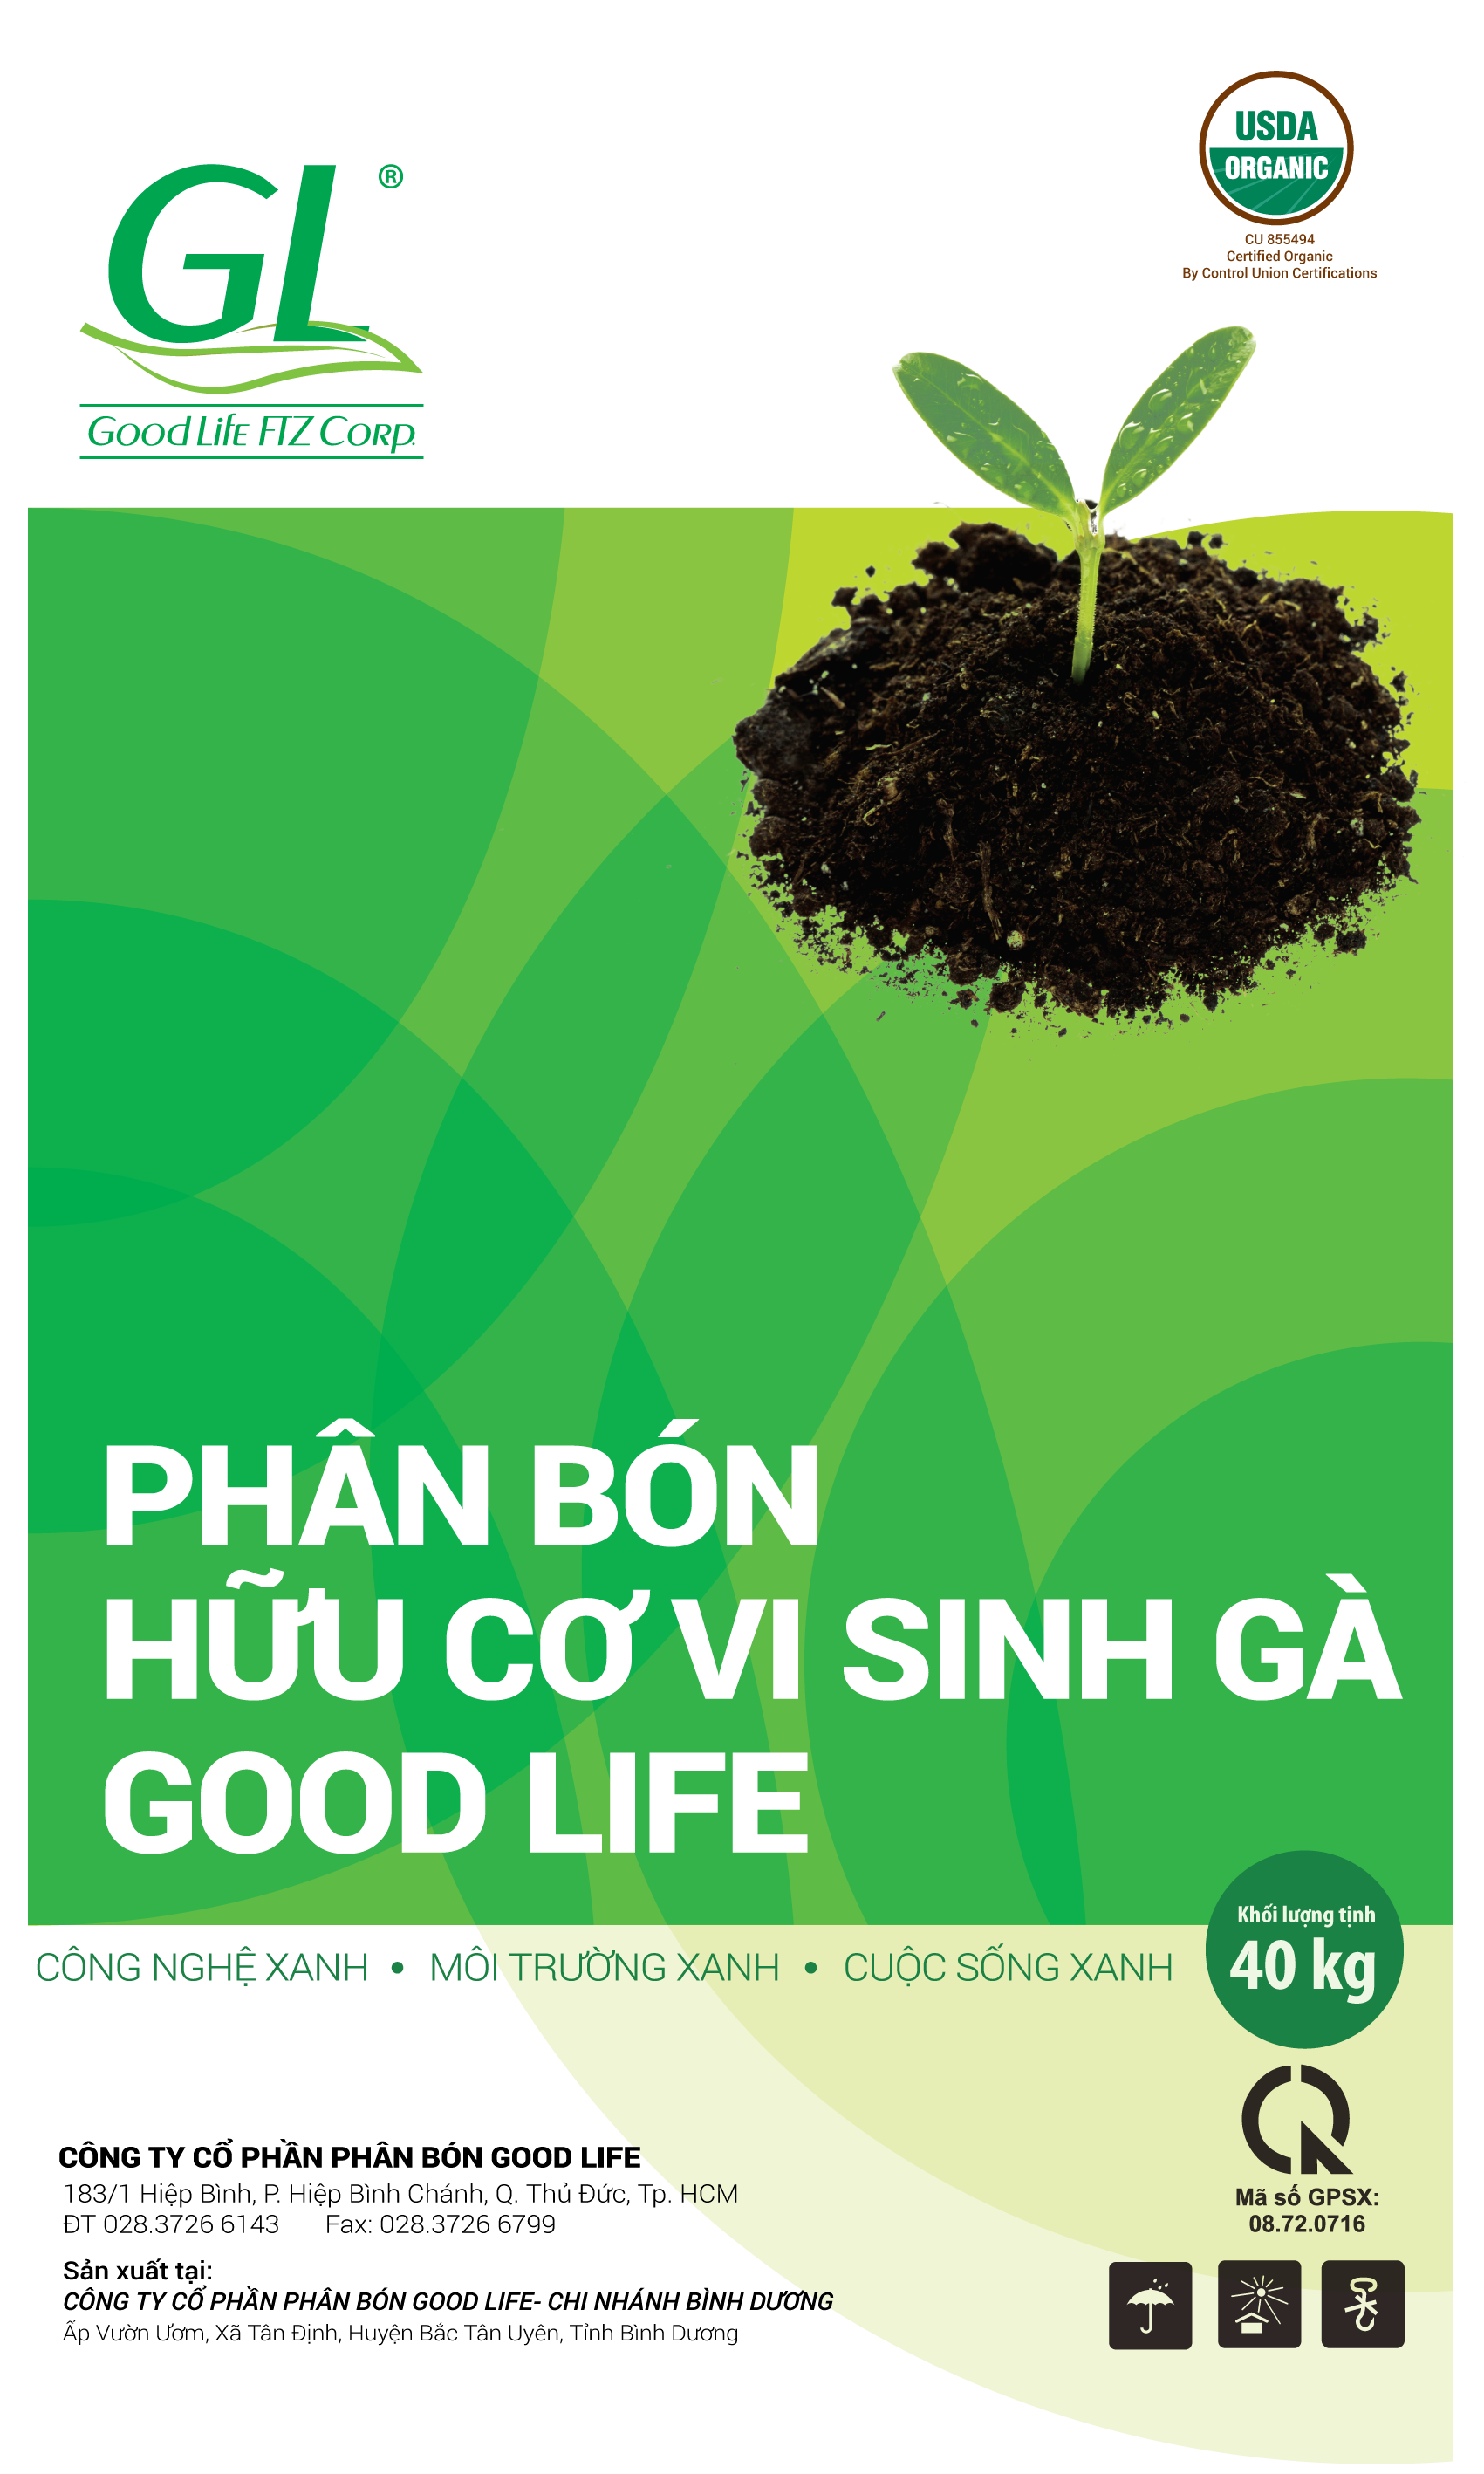 GL®
Good Life FTZ Corp.
USDA
ORGANIC
CU 855494
Certified Organic
By Control Union Certifications
PHÂN BÓN
HỮU CƠ VI SINH GÀ
GOOD LIFE
Khối lượng tịnh
40 kg
CÔNG NGHỆ XANH • MÔI TRƯỜNG XANH • CUỘC SỐNG XANH
CÔNG TY CỔ PHẦN PHÂN BÓN GOOD LIFE
183/1 Hiệp Bình, P. Hiệp Bình Chánh, Q. Thủ Đức, Tp. HCM
ĐT 028.3726 6143 Fax: 028.3726 6799
Sản xuất tại:
CÔNG TY CỔ PHẦN PHÂN BÓN GOOD LIFE- CHI NHÁNH BÌNH DƯƠNG
Ấp Vườn Ươm, Xã Tân Định, Huyện Bắc Tân Uyên, Tỉnh Bình Dương
Mã số GPSX:
08.72.0716